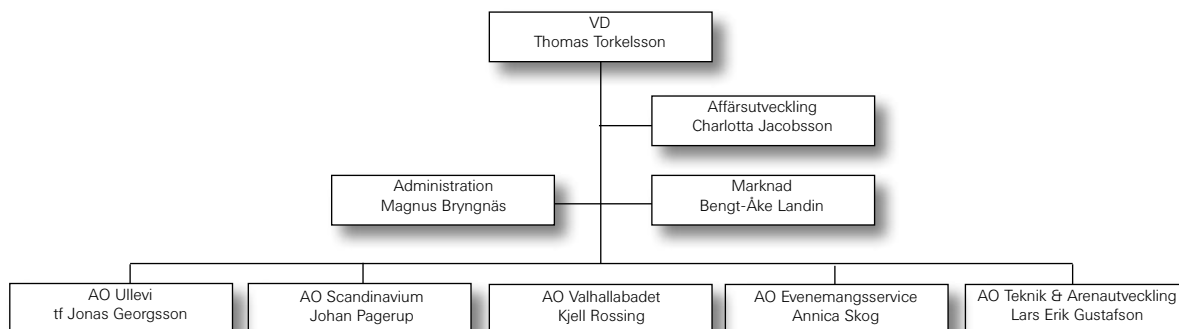 VD
Thomas Torkelsson
Affärsutveckling
Charlotta Jacobsson
Administration
Magnus Bryngnäs
Marknad
Bengt-Åke Landin
AO Ullevi
tf Jonas Georgsson
AO Scandinavium
Johan Pagerup
AO Valhallabadet
Kjell Rossing
AO Evenemangsservice
Annica Skog
AO Teknik & Arenautveckling
Lars Erik Gustafson